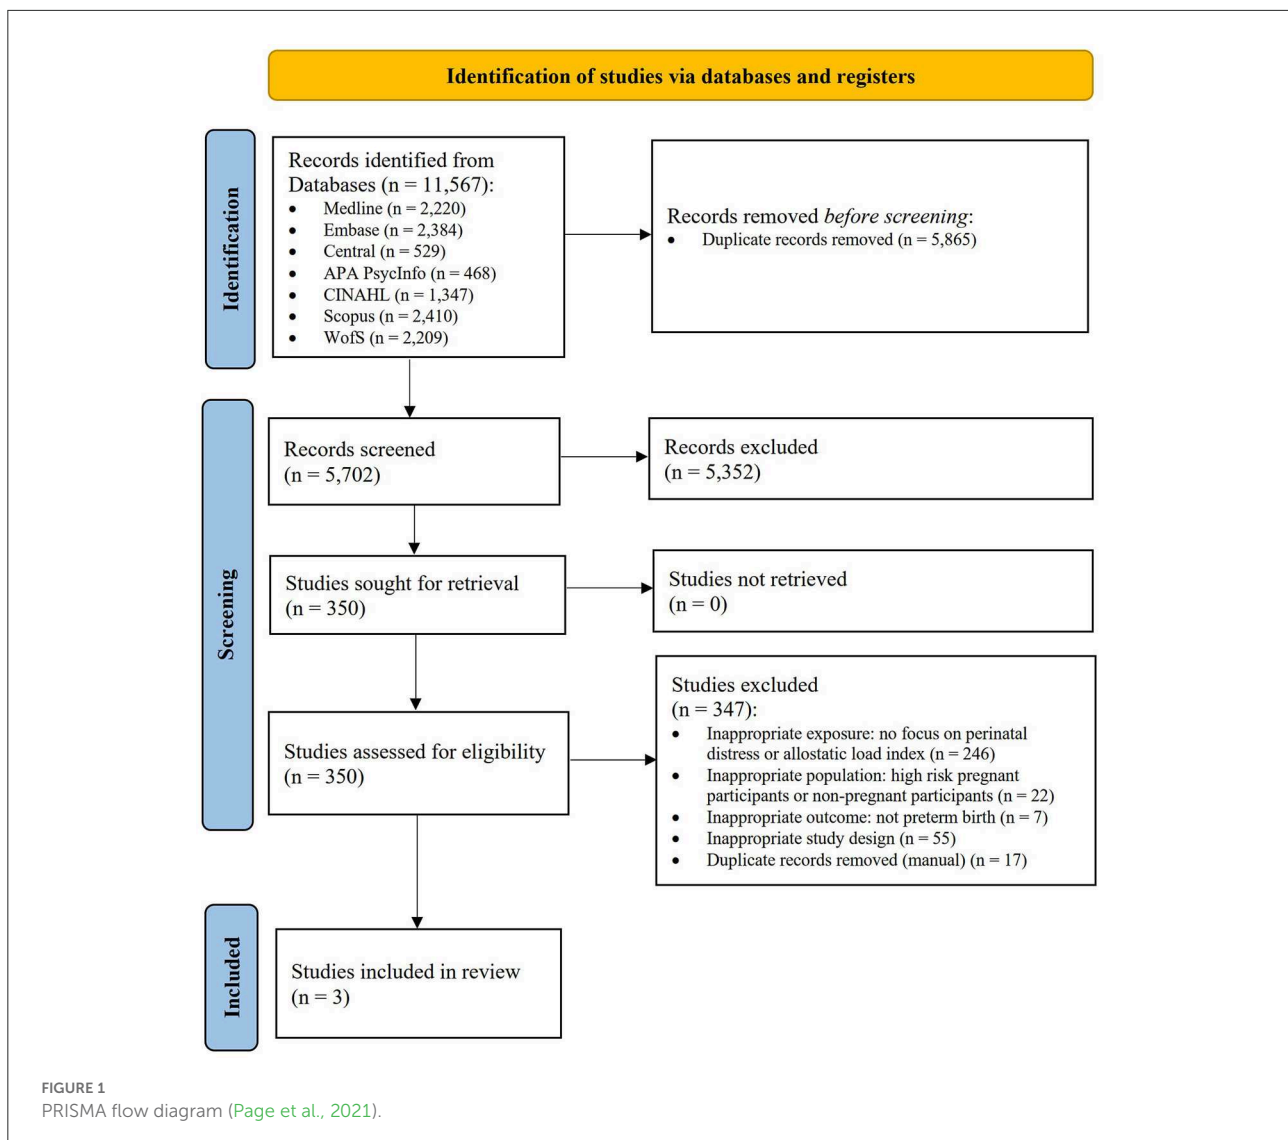 Identification of studies via databases and registers
Identification
Records identified from
Databases (n = 11,567):
• Medline (n = 2,220)
• Embase (n = 2,384)
• Central (n = 529)
• APA PsycInfo (n = 468)
• CINAHL (n = 1,347)
• Scopus (n = 2,410)
• WofS (n = 2,209)
Records removed before screening:
• Duplicate records removed (n = 5,865)
Screening
Records screened
(n = 5,702)
Records excluded
(n = 5,352)
Studies sought for retrieval
(n = 350)
Studies not retrieved
(n = 0)
Studies assessed for eligibility
(n = 350)
Studies excluded
(n = 347):
• Inappropriate exposure: no focus on perinatal
distress or allostatic load index (n = 246)
• Inappropriate population: high risk pregnant
participants or non-pregnant participants (n = 22)
• Inappropriate outcome: not preterm birth (n = 7)
• Inappropriate study design (n = 55)
• Duplicate records removed (manual) (n = 17)
Included
Studies included in review
(n = 3)
FIGURE 1
PRISMA flow diagram (Page et al., 2021).